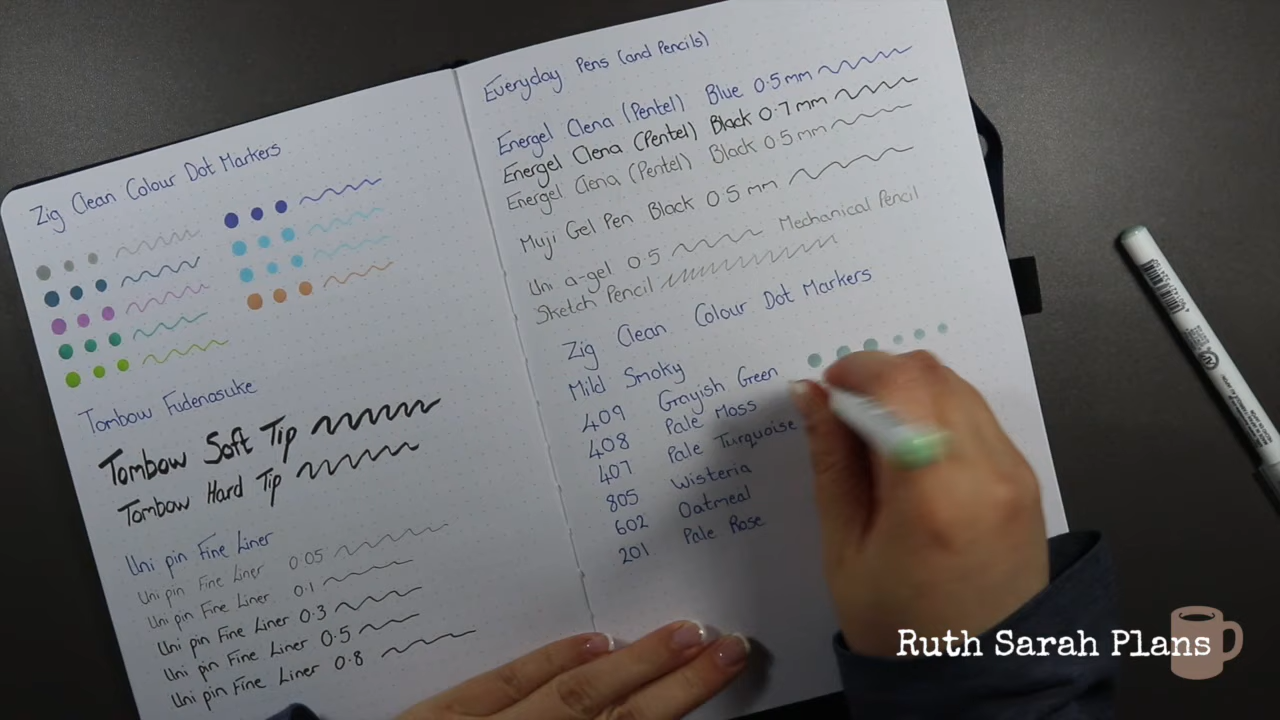 Zig Clean Colour Dot Markers
Tombow Fudenosuke
Tombow Soft Tip
Tombow Hard Tip
Uni pin Fine Liner
Uni pin Fine Liner 0.05
Uni pin Fine Liner 0.1
Uni pin Fine Liner 0.3
Uni pin Fine Liner 0.5
Uni pin Fine Liner 0.8
Everyday Pens (and Pencils)
Energel Clena (Pentel) Blue 0.5mm
Energel Clena (Pentel) Black 0.7mm
Energel Clena (Pentel) Black 0.5mm
Muji Gel Pen Black 0.5mm
Uni a-gel 0.5 Mechanical Pencil
Sketch Pencil
Zig Clean Colour Dot Markers
Mild Smoky
409 Grayish Green
408 Pale Moss
407 Pale Turquoise
805 Wisteria
602 Oatmeal
201 Pale Rose
Ruth Sarah Plans